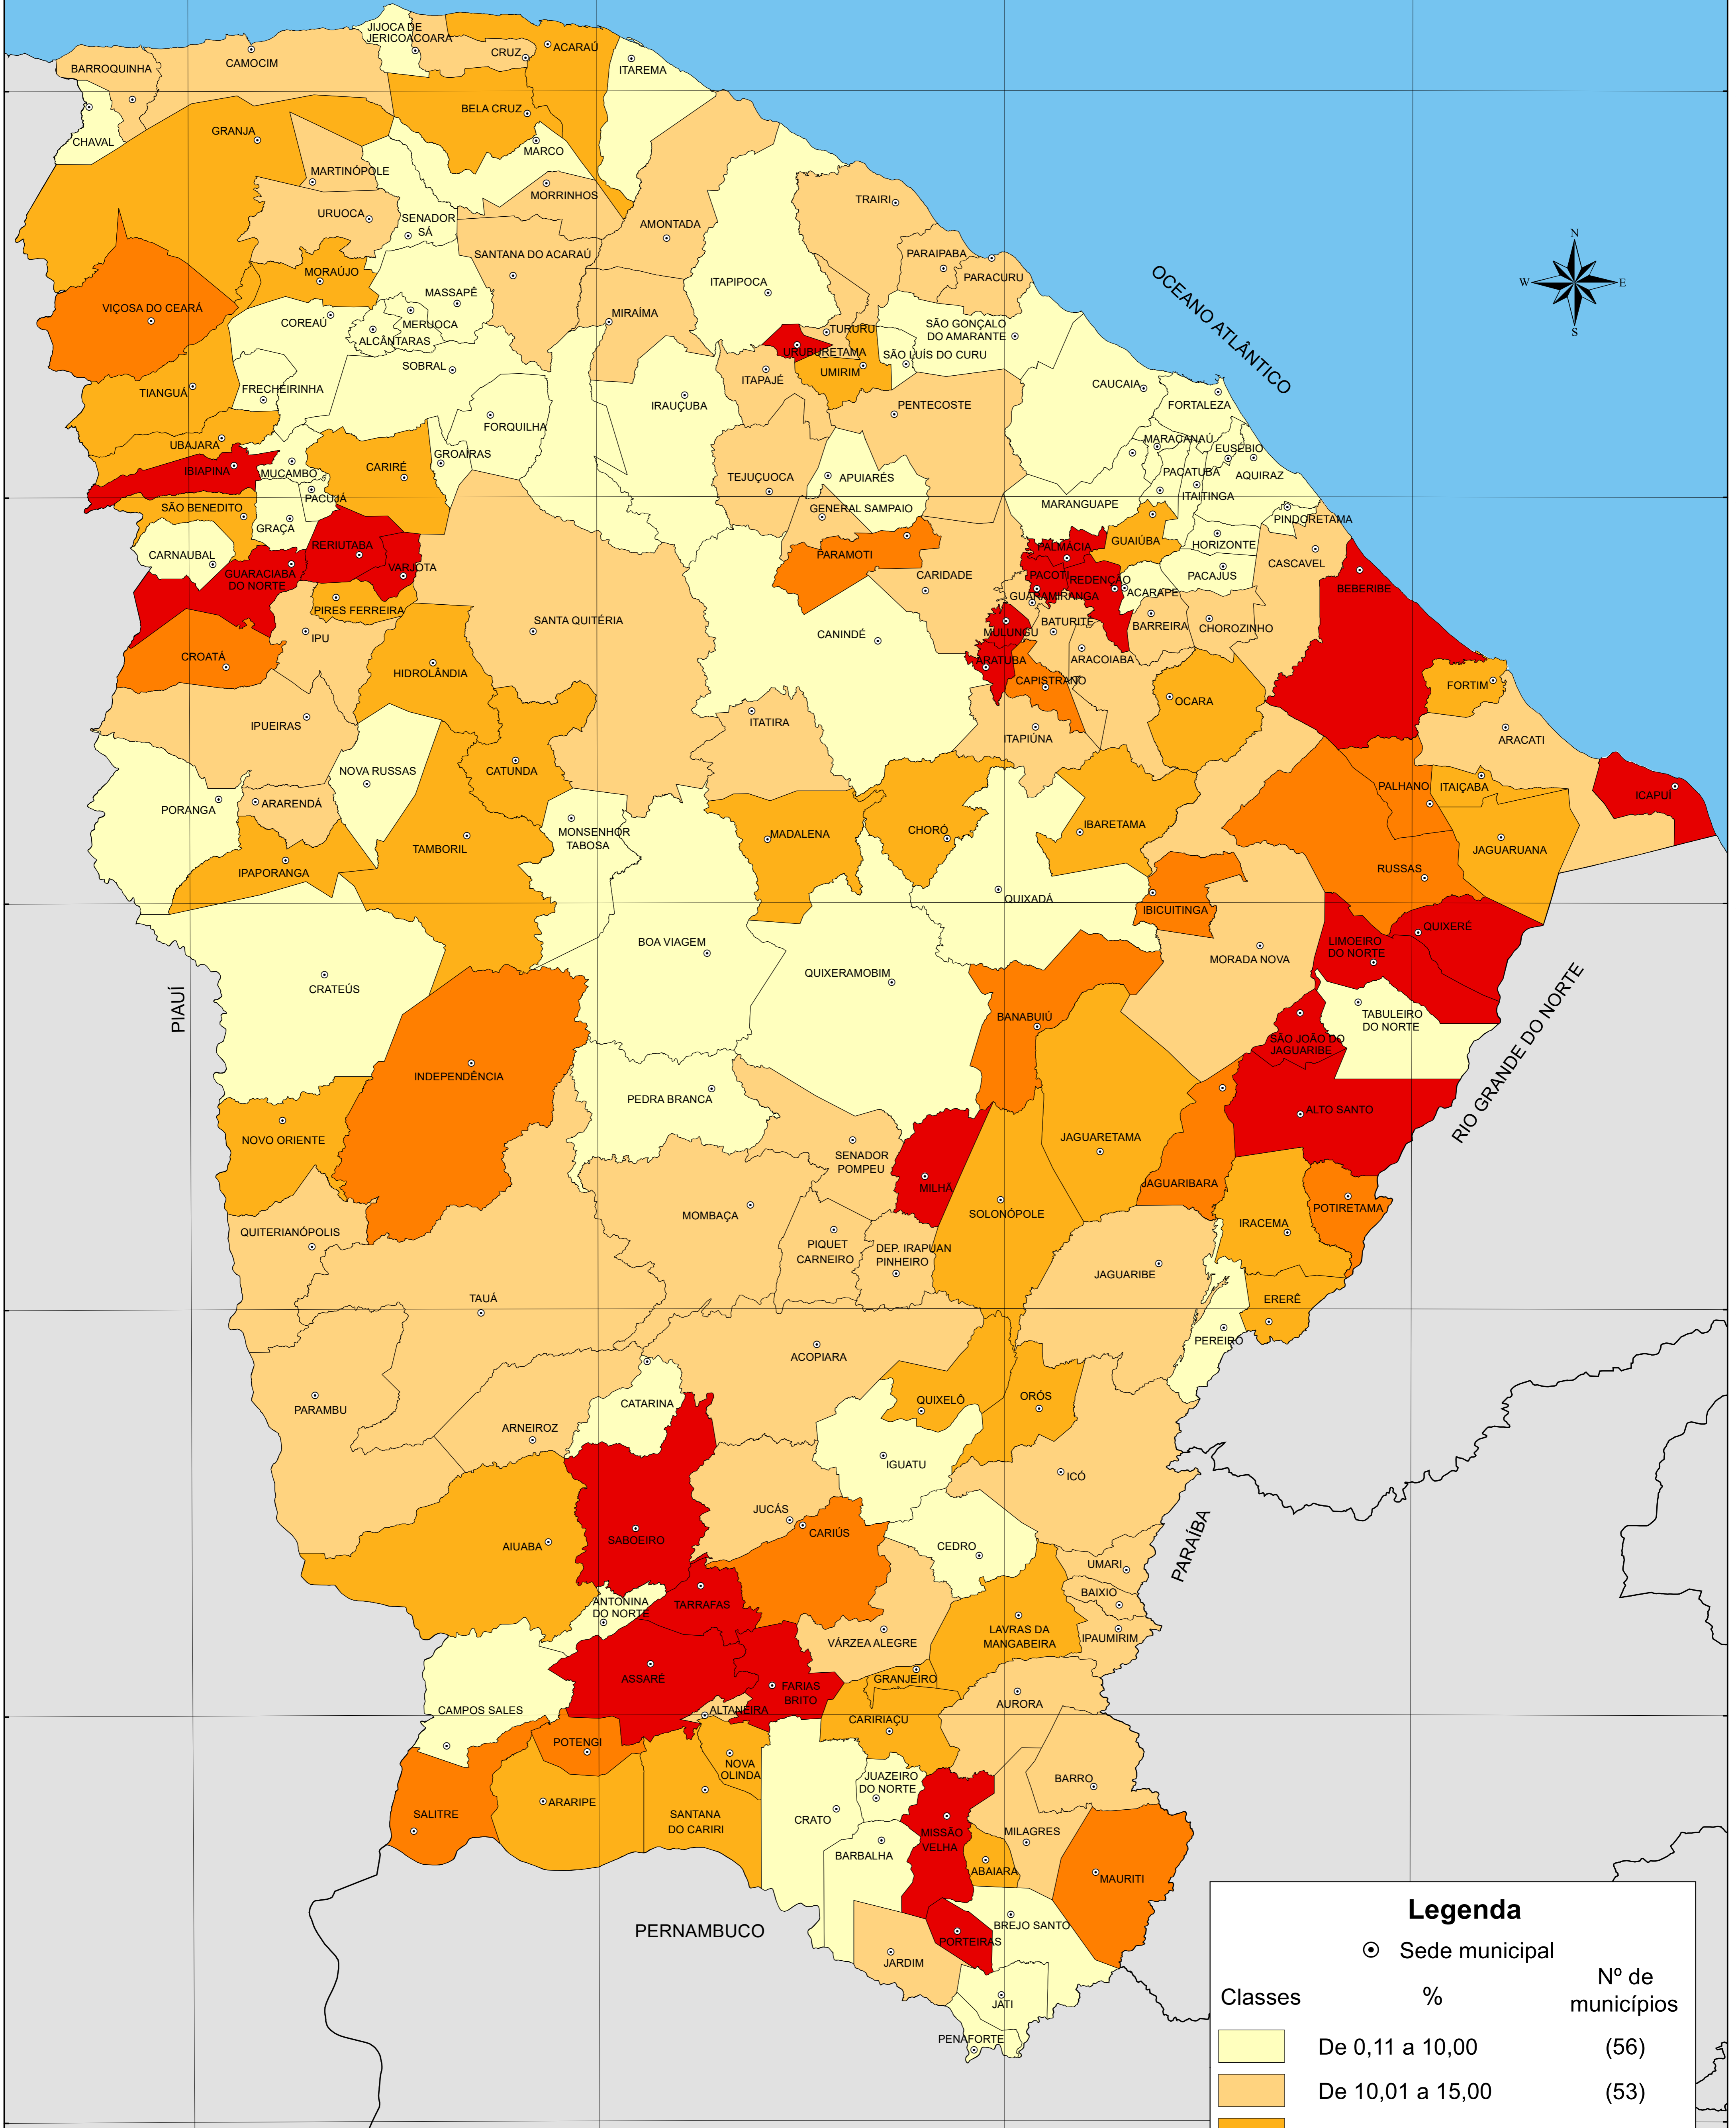 JIJOCA DE
JERICOACOARA
CRUZ
ACARAÚ
BARROQUINHA
CAMOCIM
ITAREMA
CHAVAL
GRANJA
BELA CRUZ
MARCO
MARTINÓPOLE
MORRINHOS
URUOCA
SENADOR
SÁ
AMONTADA
TRAIRI
SANTANA DO ACARAÚ
PARAIPABA
PARACURU
MORAÚJO
ITAPIPOCA
MASSAPÊ
VIÇOSA DO CEARÁ
COREAÚ
MERUOCA
MIRAÍMA
ALCÂNTARAS
TURURU
URUBURETAMA
SÃO GONÇALO
DO AMARANTE
SÃO LUÍS DO CURU
SOBRAL
UMIRIM
ITAPAJÉ
OCEANO ATLÂNTICO
N
W
E
S
TIANGUÁ
FRECHEIRINHA
IRAUÇUBA
PENTECOSTE
CAUCAIA
FORTALEZA
FORQUILHA
UBAJARA
MARACANAÚ
EUSÉBIO
GROAÍRAS
IBIAPINA
MUCAMBO
CARIRÉ
TEJUÇUOCA
APUIARÉS
PACATUBA
AQUIRAZ
ITAITINGA
PACUJÁ
SÃO BENEDITO
GRAÇA
GENERAL SAMPAIO
MARANGUAPE
PINDORETAMA
CARNAUBAL
RERIUTABA
PARAMOTI
PALMÁCIA
GUAIÚBA
HORIZONTE
CASCAVEL
GUARACIABA
DO NORTE
VARJOTA
CARIDADE
PACOTI
REDENÇÃO
PACAJUS
BEBERIBE
GUARAMIRANGA
ACARAPE
PIRES FERREIRA
SANTA QUITÉRIA
CANINDÉ
MULUNGU
BATURITÉ
BARREIRA
CHOROZINHO
IPU
CROATÁ
HIDROLÂNDIA
ARATUBA
ARACOIABA
CAPISTRANO
OCARA
FORTIM
IPUEIRAS
ITATIRA
ITAPIÚNA
ARACATI
NOVA RUSSAS
CATUNDA
PALHANO
ITAIÇABA
ICAPUÍ
PORANGA
ARARENDÁ
MONSENHOR
TABOSA
MADALENA
CHORÓ
IBARETAMA
TAMBORIL
JAGUARUANA
IPAPORANGA
RUSSAS
QUIXADÁ
IBICUITINGA
QUIXERÉ
BOA VIAGEM
LIMOEIRO
DO NORTE
MORADA NOVA
QUIXERAMOBIM
CRATEÚS
PIAUÍ
BANABUIÚ
TABULEIRO
DO NORTE
SÃO JOÃO DO
JAGUARIBE
RIO GRANDE DO NORTE
INDEPENDÊNCIA
PEDRA BRANCA
ALTO SANTO
NOVO ORIENTE
JAGUARETAMA
SENADOR
POMPEU
JAGUARIBARA
MILHÃ
POTIRETAMA
SOLONÓPOLE
MOMBAÇA
IRACEMA
QUITERIANÓPOLIS
PIQUET
CARNEIRO
DEP. IRAPUAN
PINHEIRO
JAGUARIBE
TAUÁ
ERERÊ
PEREIRO
ACOPIARA
PARAMBU
CATARINA
QUIXELÔ
ORÓS
ARNEIROZ
IGUATU
ICÓ
JUCÁS
CARIÚS
SABOEIRO
AIUABA
CEDRO
PARAÍBA
UMARI
BAIXIO
ANTONINA
DO NORTE
TARRAFAS
LAVRAS DA
MANGABEIRA
IPAUMIRIM
VÁRZEA ALEGRE
ASSARÉ
FARIAS
BRITO
GRANJEIRO
AURORA
CAMPOS SALES
ALTANEIRA
CARIRIAÇU
POTENGI
NOVA
OLINDA
JUAZEIRO
DO NORTE
BARRO
ARARIPE
SALITRE
SANTANA
DO CARIRI
CRATO
MISSÃO
VELHA
MILAGRES
BARBALHA
ABAIARA
MAURITI
PERNAMBUCO
BREJO SANTO
PORTEIRAS
JARDIM
JATI
PENAFORTE
Legenda
Sede municipal
Classes
%
Nº de
municípios
De 0,11 a 10,00
(56)
De 10,01 a 15,00
(53)